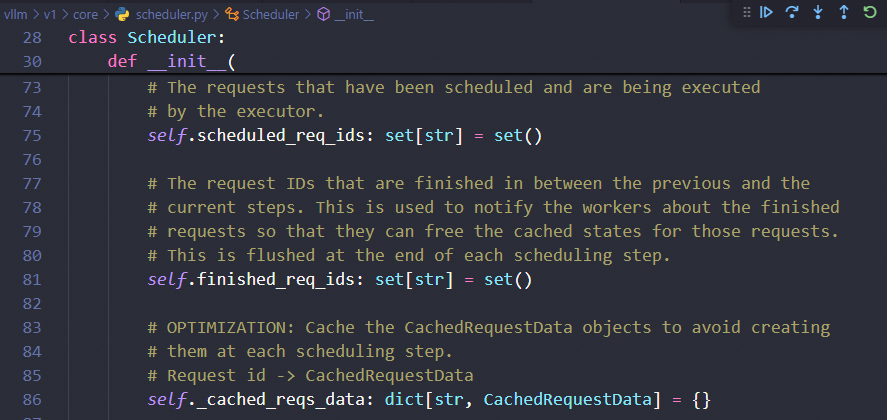 vllm > v1 > core > scheduler.py > Scheduler > __init__
28 class Scheduler:
30     def __init__(
73         # The requests that have been scheduled and are being executed
74         # by the executor.
75         self.scheduled_req_ids: set[str] = set()
76
77         # The request IDs that are finished in between the previous and the
78         # current steps. This is used to notify the workers about the finished
79         # requests so that they can free the cached states for those requests.
80         # This is flushed at the end of each scheduling step.
81         self.finished_req_ids: set[str] = set()
82
83         # OPTIMIZATION: Cache the CachedRequestData objects to avoid creating
84         # them at each scheduling step.
85         # Request id -> CachedRequestData
86         self._cached_reqs_data: dict[str, CachedRequestData] = {}